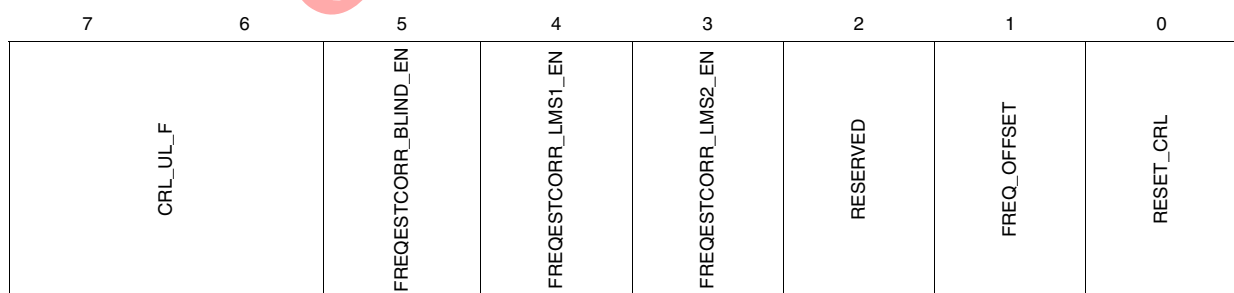 7 6 5 4 3 2 1 0
CRL_UL_F
FREQESTCORR_BLIND_EN
FREQESTCORR_LMS1_EN
FREQESTCORR_LMS2_EN
RESERVED
FREQ_OFFSET
RESET_CRL